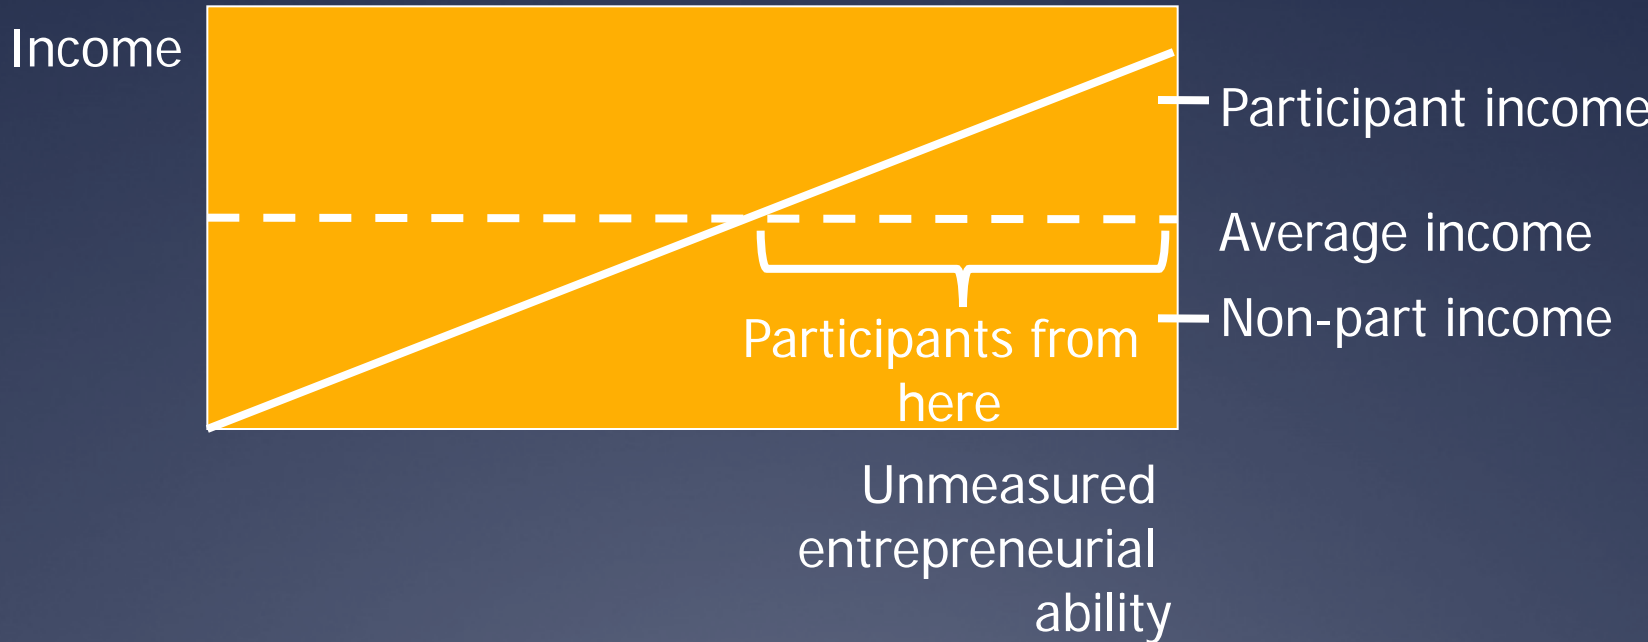 Income
Participant income
Average income
Non-part income
Participants from
here
Unmeasured
entrepreneurial
ability